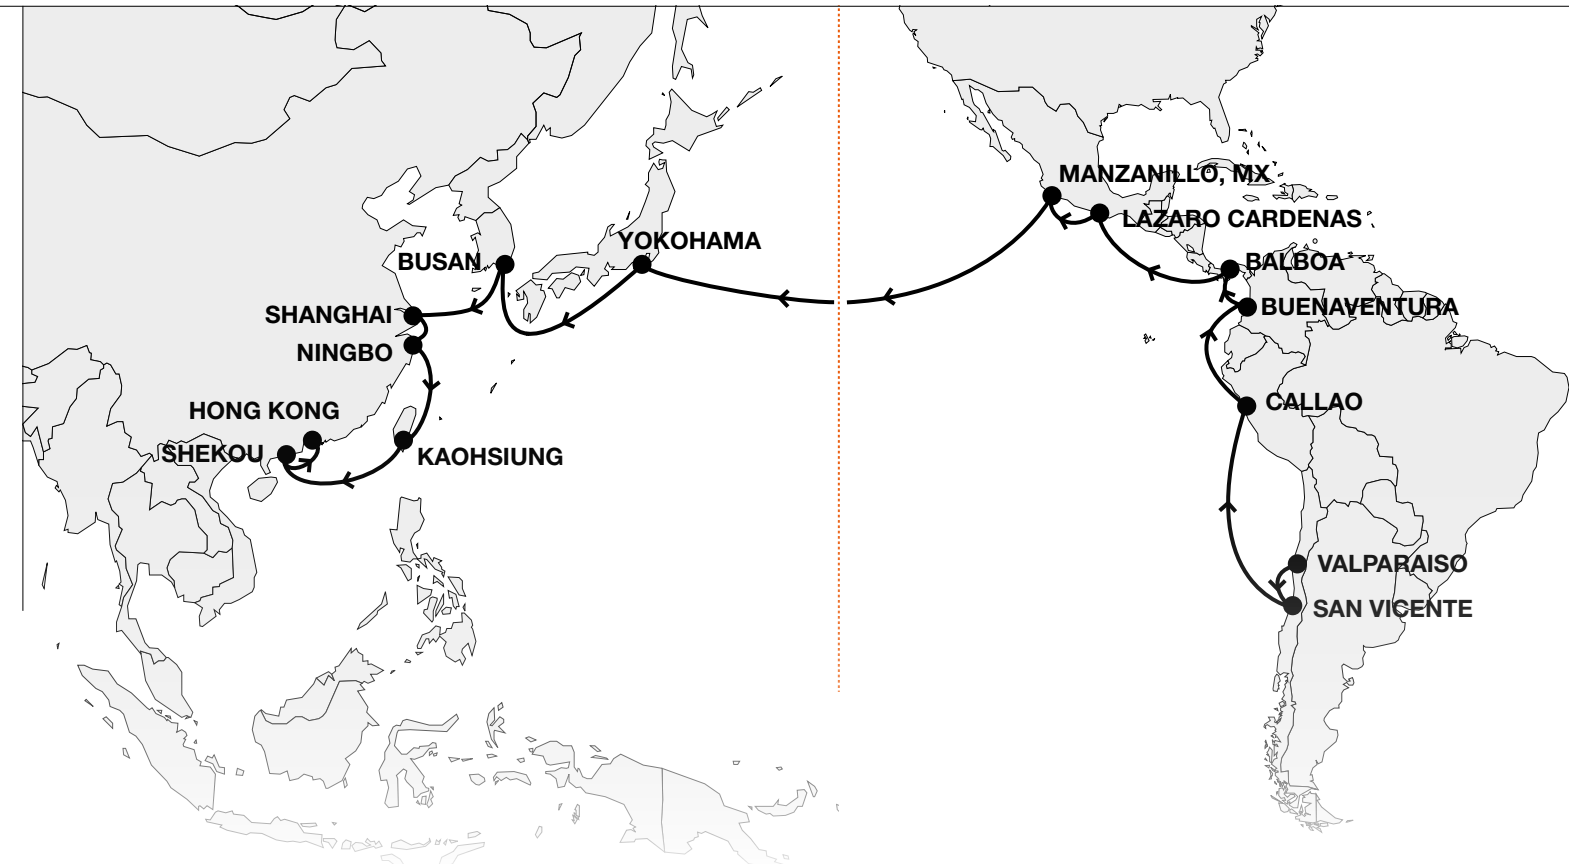 MANZANILLO, MX
LAZARO CARDENAS
YOKOHAMA
BUSAN
BALBOA
SHANGHAI
BUENAVENTURA
NINGBO
HONG KONG
CALLAO
SHEKOU
KAOHSIUNG
VALPARAISO
SAN VICENTE